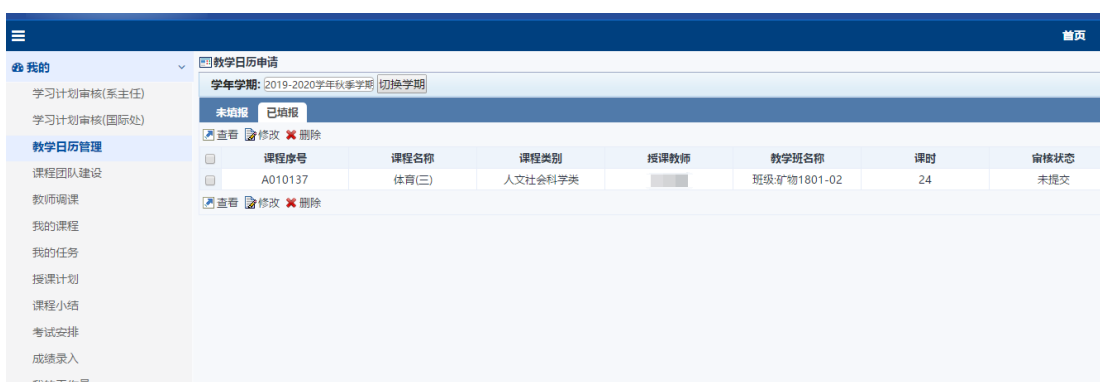 首页
我的
教学日历申请
学年学期: 2019-2020学年秋季学期 切换学期
学习计划审核(系主任)
学习计划审核(国际处)
教学日历管理
课程团队建设
教师调课
我的课程
我的任务
授课计划
课程小结
考试安排
成绩录入
未填报 已填报
查看 修改 删除
课程序号 课程名称 课程类别 授课教师 教学班名称 课时 审核状态
A010137 体育(三) 人文社会科学类 班级:矿物1801-02 24 未提交
查看 修改 删除